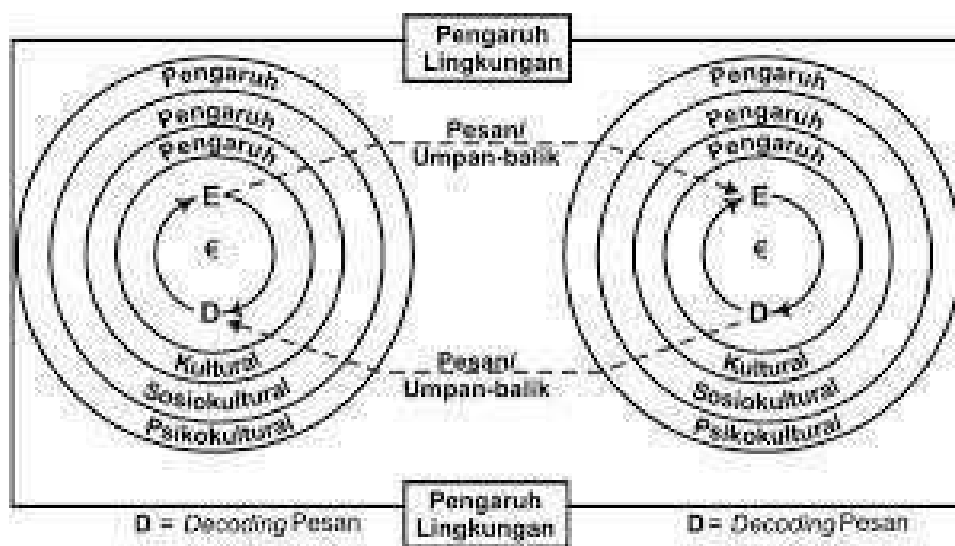 Pengaruh
Lingkungan
Pengaruh
Pengaruh
Pengaruh
E
€
D
Kultural
Sosiokultural
Psikokultural
Pesan/
Umpan-balik
Pesan/
Umpan-balik
Pengaruh
Pengaruh
Pengaruh
E
€
D
Kultural
Sosiokultural
Psikokultural
Pengaruh
Lingkungan
D = Decoding Pesan
D = Decoding Pesan